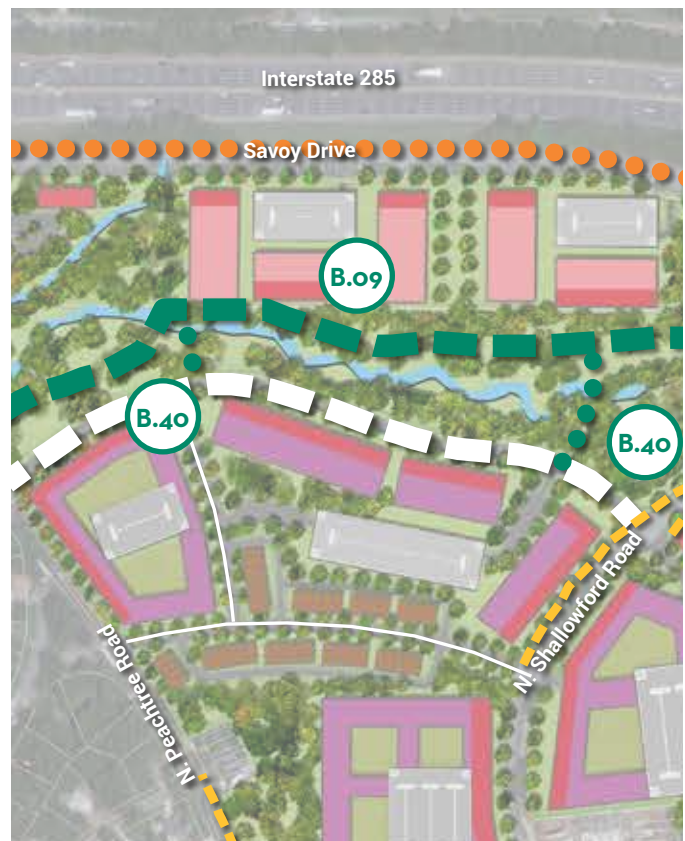 Interstate 285
Savoy Drive
B.09
B.40
B.40
N. Shallowford Road
N. Peachtree Road